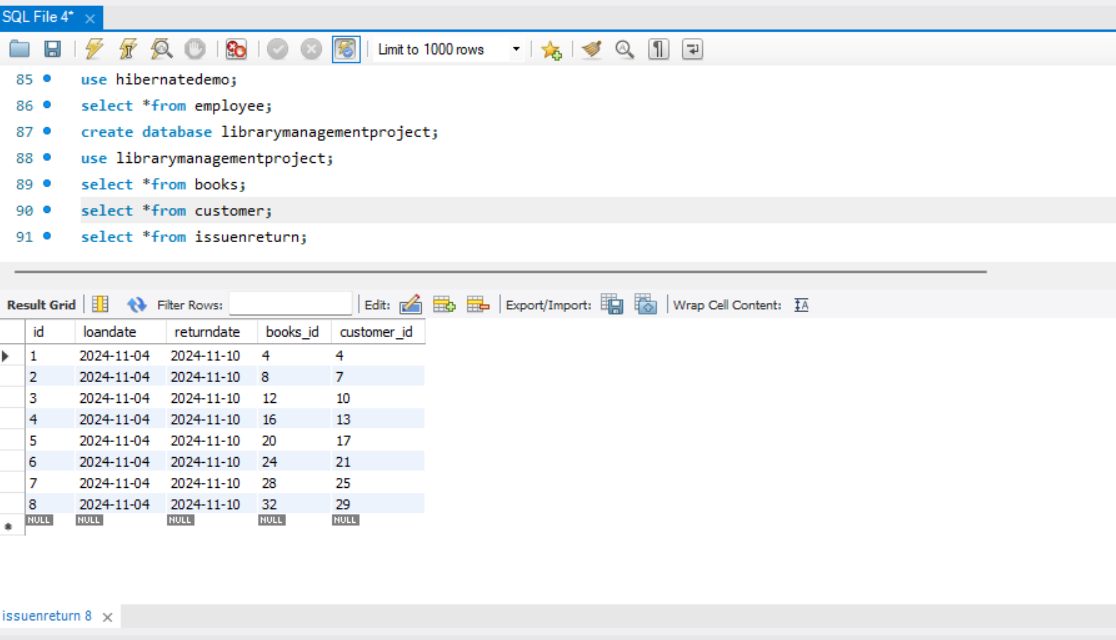 SQL File 4*
Limit to 1000 rows
85 use hibernatedemo;
86 select *from employee;
87 create database librarymanagementproject;
88 use librarymanagementproject;
89 select *from books;
90 select *from customer;
91 select *from issuenreturn;
Result Grid Filter Rows: Edit: Export/Import: Wrap Cell Content: IA
id loandate returndate books_id customer_id
1 2024-11-04 2024-11-10 4 4
2 2024-11-04 2024-11-10 8 7
3 2024-11-04 2024-11-10 12 10
4 2024-11-04 2024-11-10 16 13
5 2024-11-04 2024-11-10 20 17
6 2024-11-04 2024-11-10 24 21
7 2024-11-04 2024-11-10 28 25
8 2024-11-04 2024-11-10 32 29
NULL NULL NULL NULL NULL
issuenreturn 8